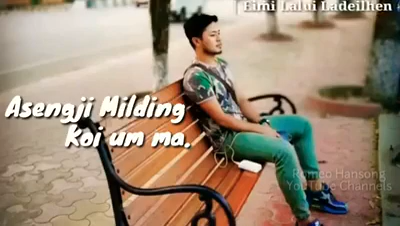 | Eimi Lalui Ladeilhen
Asengji Milding
Koi um ma.
Romeo Hansong
YouTube Channels